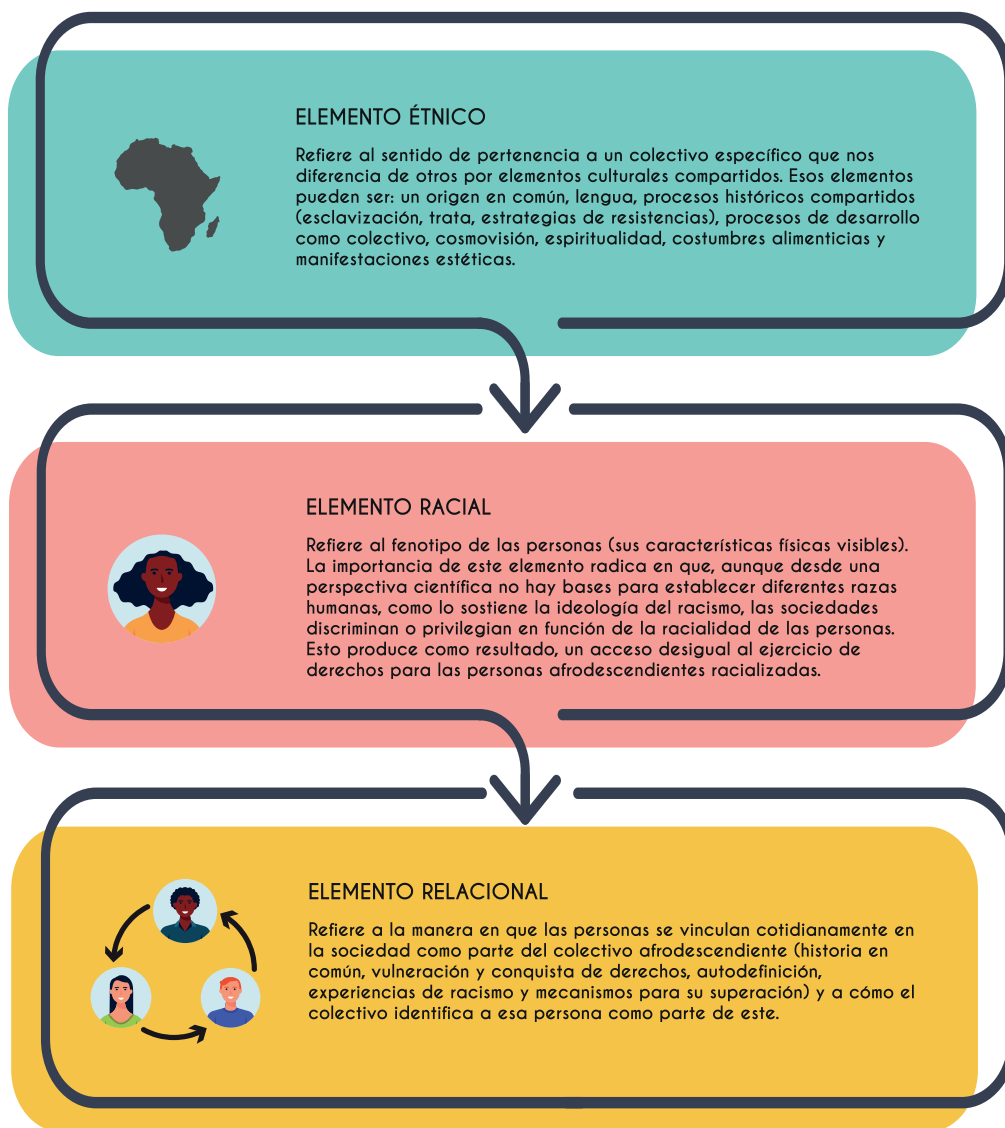 ELEMENTO ÉTNICO
Refiere al sentido de pertenencia a un colectivo específico que nos
diferencia de otros por elementos culturales compartidos. Esos elementos
pueden ser: un origen en común, lengua, procesos históricos compartidos
(esclavización, trata, estrategias de resistencias), procesos de desarrollo
como colectivo, cosmovisión, espiritualidad, costumbres alimenticias y
manifestaciones estéticas.
ELEMENTO RACIAL
Refiere al fenotipo de las personas (sus características físicas visibles).
La importancia de este elemento radica en que, aunque desde una
perspectiva científica no hay bases para establecer diferentes razas
humanas, como lo sostiene la ideología del racismo, las sociedades
discriminan o privilegian en función de la racialidad de las personas.
Esto produce como resultado, un acceso desigual al ejercicio de
derechos para las personas afrodescendientes racializadas.
ELEMENTO RELACIONAL
Refiere a la manera en que las personas se vinculan cotidianamente en
la sociedad como parte del colectivo afrodescendiente (historia en
común, vulneración y conquista de derechos, autodefinición,
experiencias de racismo y mecanismos para su superación) y a cómo el
colectivo identifica a esa persona como parte de este.